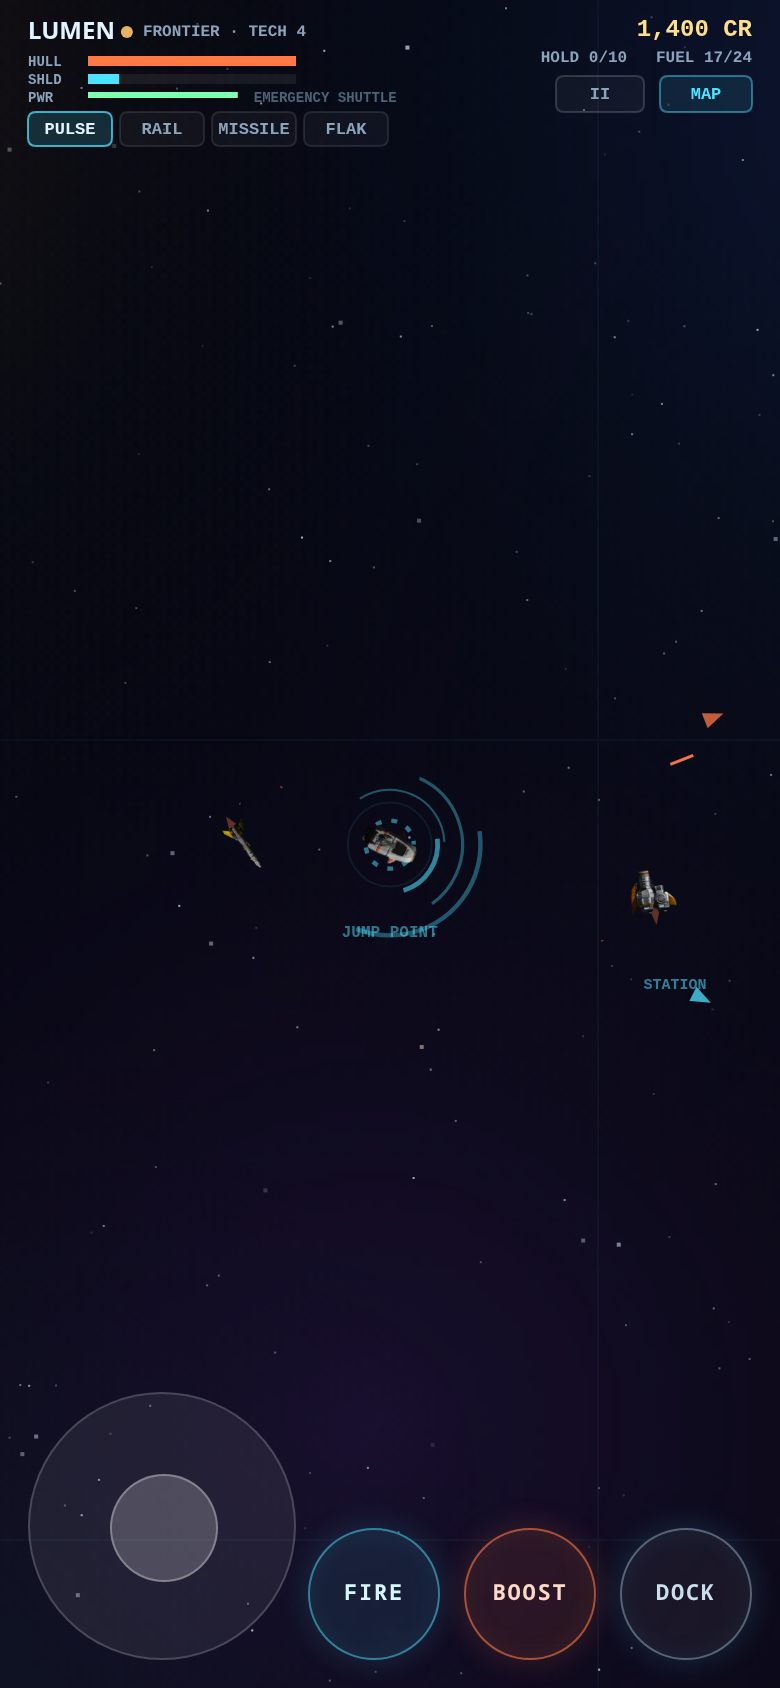 LUMEN FRONTIER · TECH 4
1,400 CR
HULL
HOLD 0/10 FUEL 17/24
SHLD
PWR EMERGENCY SHUTTLE
II MAP
PULSE RAIL MISSILE FLAK
JUMP POINT
STATION
FIRE BOOST DOCK